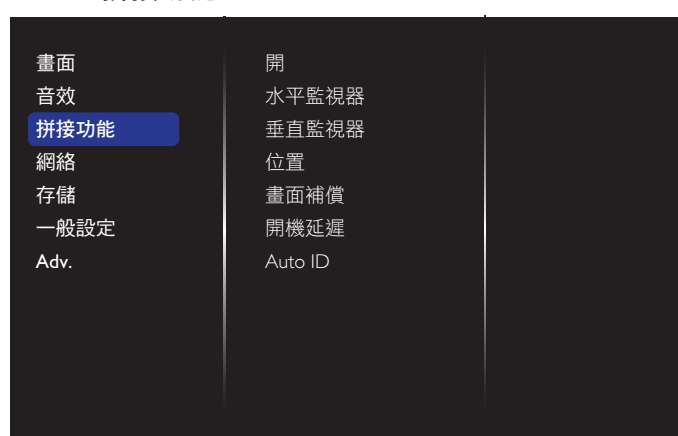 畫面
音效
拼接功能
網絡
存儲
一般設定
Adv.
開
水平監視器
垂直監視器
位置
畫面補償
開機延遲
Auto ID